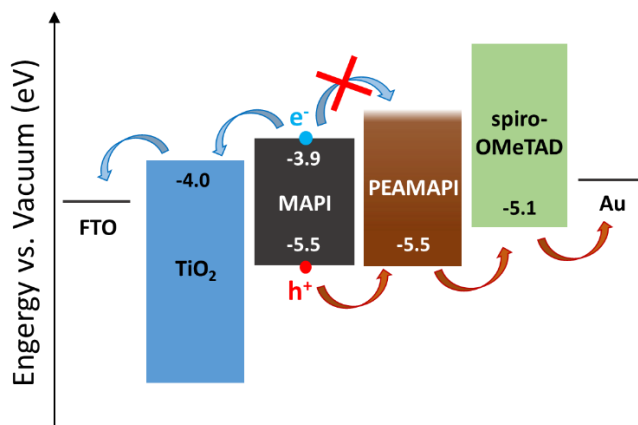 Engergy vs. Vacuum (eV)
FTO
-4.0
TiO₂
e⁻
-3.9
MAPI
-5.5
h⁺
PEAMAPI
-5.5
spiro-
OMeTAD
-5.1
Au